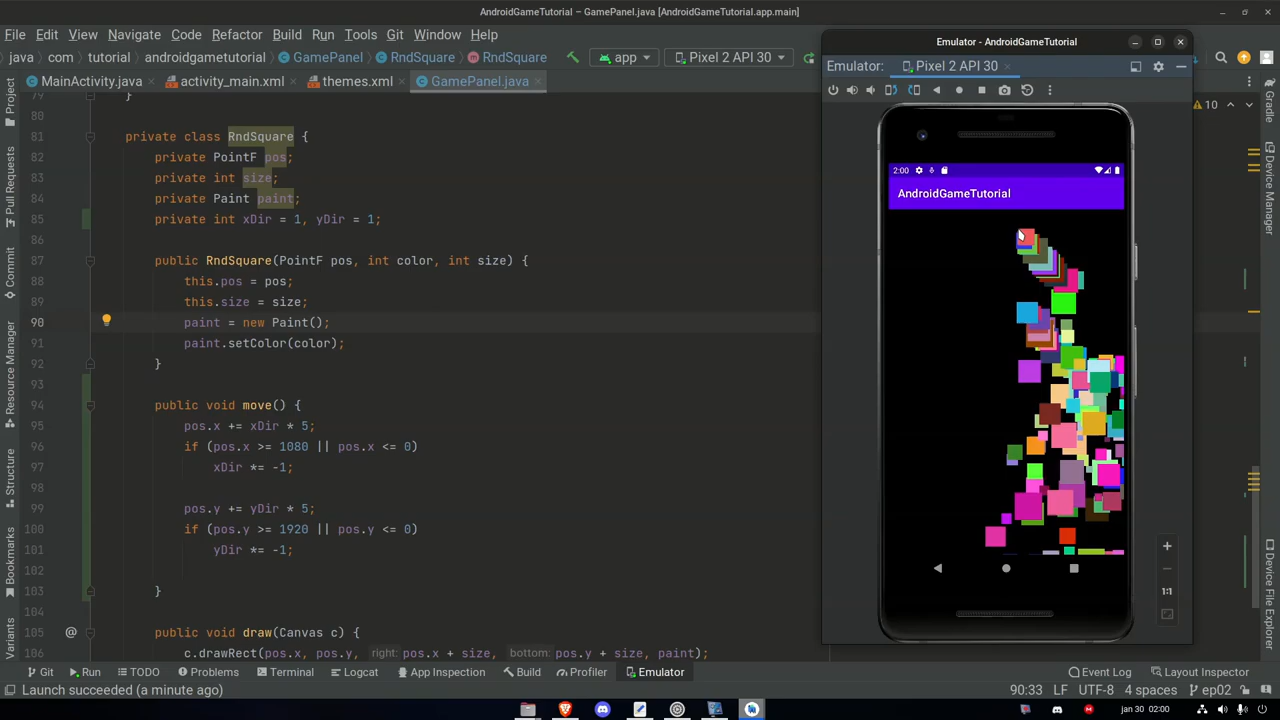 AndroidGameTutorial – GamePanel.java [AndroidGameTutorial.app.main]
File Edit View Navigate Code Refactor Build Run Tools Git Window Help
java com tutorial androidgametutorial GamePanel RndSquare RndSquare app Pixel 2 API 30
MainActivity.java activity_main.xml themes.xml GamePanel.java
10
79 }
80
81 private class RndSquare {
82 private PointF pos;
83 private int size;
84 private Paint paint;
85 private int xDir = 1, yDir = 1;
86
87 public RndSquare(PointF pos, int color, int size) {
88 this.pos = pos;
89 this.size = size;
90 paint = new Paint();
91 paint.setColor(color);
92 }
93
94 public void move() {
95 pos.x += xDir * 5;
96 if (pos.x >= 1080 || pos.x <= 0)
97 xDir *= -1;
98
99 pos.y += yDir * 5;
100 if (pos.y >= 1920 || pos.y <= 0)
101 yDir *= -1;
102
103 }
104
105 @ public void draw(Canvas c) {
106 c.drawRect(pos.x, pos.y, right: pos.x + size, bottom: pos.y + size, paint);
Project
Pull Requests
Commit
Resource Manager
Structure
Bookmarks
Variants
Emulator - AndroidGameTutorial
Emulator: Pixel 2 API 30
2:00
AndroidGameTutorial
1:1
Gradle
Device Manager
Device File Explorer
Git Run TODO Problems Terminal Logcat App Inspection Build Profiler Emulator Event Log Layout Inspector
Launch succeeded (a minute ago) 90:33 LF UTF-8 4 spaces ep02
jan 30 02:00